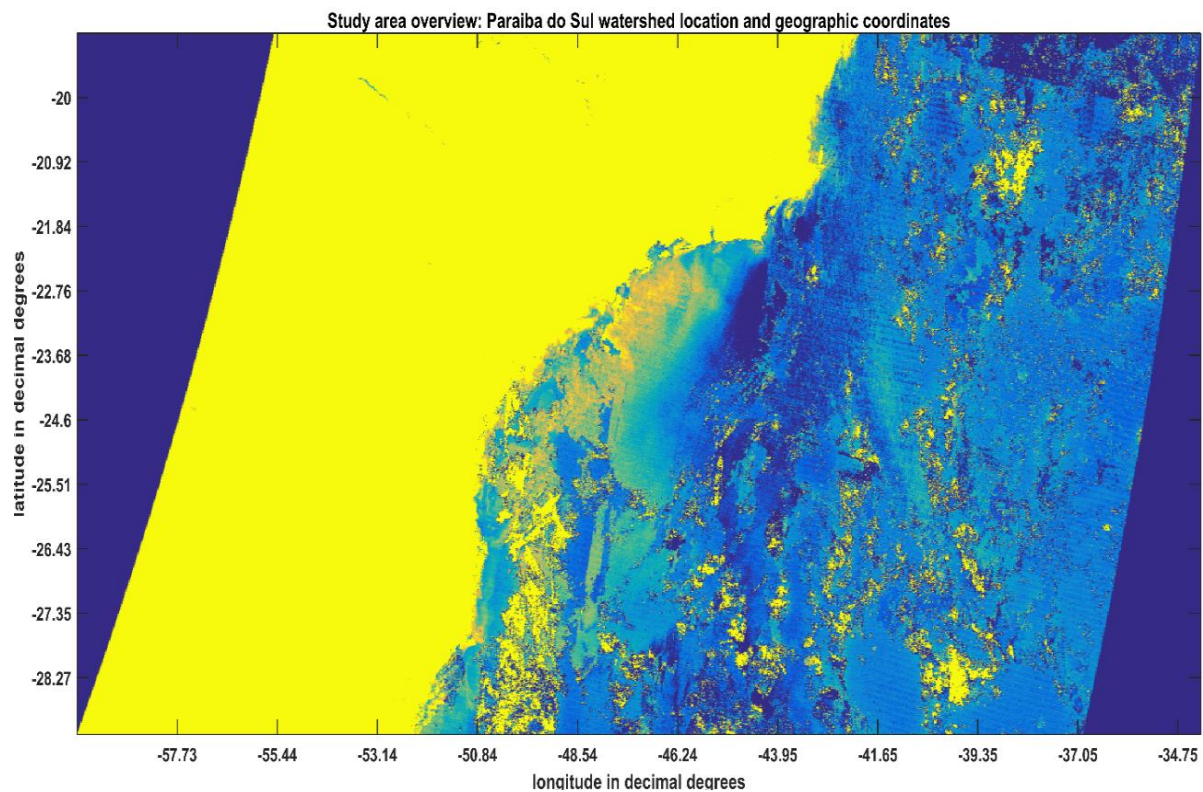 Study area overview: Paraiba do Sul watershed location and geographic coordinates
latitude in decimal degrees
-20
-20.92
-21.84
-22.76
-23.68
-24.6
-25.51
-26.43
-27.35
-28.27
-57.73 -55.44 -53.14 -50.84 -48.54 -46.24 -43.95 -41.65 -39.35 -37.05 -34.75
longitude in decimal degrees